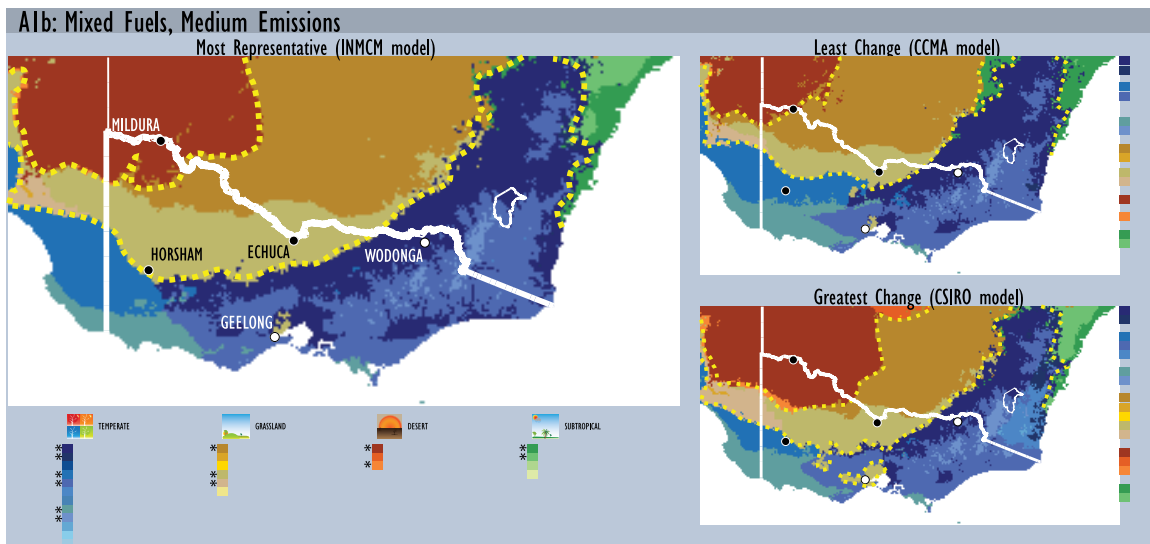 A1b: Mixed Fuels, Medium Emissions
Most Representative (INMCM model)
Least Change (CCMA model)
MILDURA
HORSHAM
ECHUCA
WODONGA
GEELONG
Greatest Change (CSIRO model)
TEMPERATE
GRASSLAND
DESERT
SUBTROPICAL
* * * *
* *
* *
* *
*
*